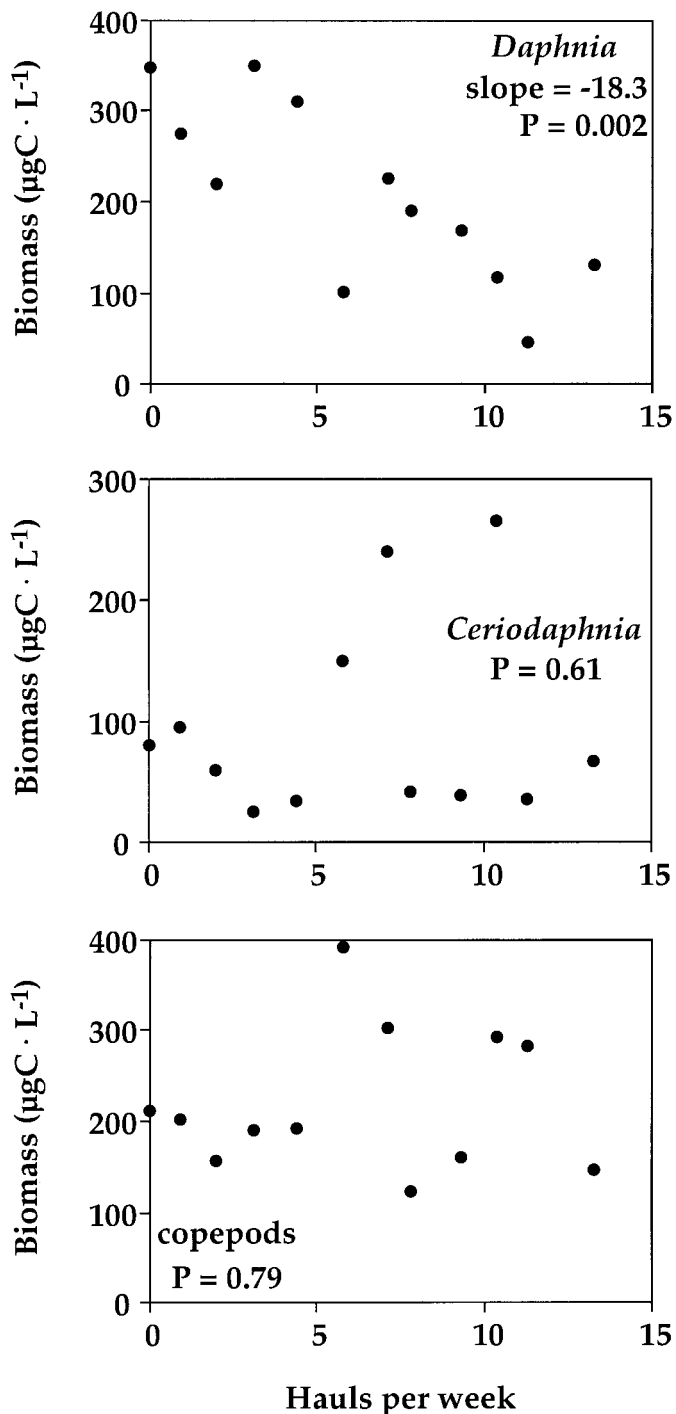 400
300
200
100
0
Biomass (µgC · L-1)
Daphnia
slope = -18.3
P = 0.002
0 5 10 15
300
200
100
0
Biomass (µgC · L-1)
Ceriodaphnia
P = 0.61
0 5 10 15
400
300
200
100
0
Biomass (µgC · L-1)
copepods
P = 0.79
0 5 10 15
Hauls per week